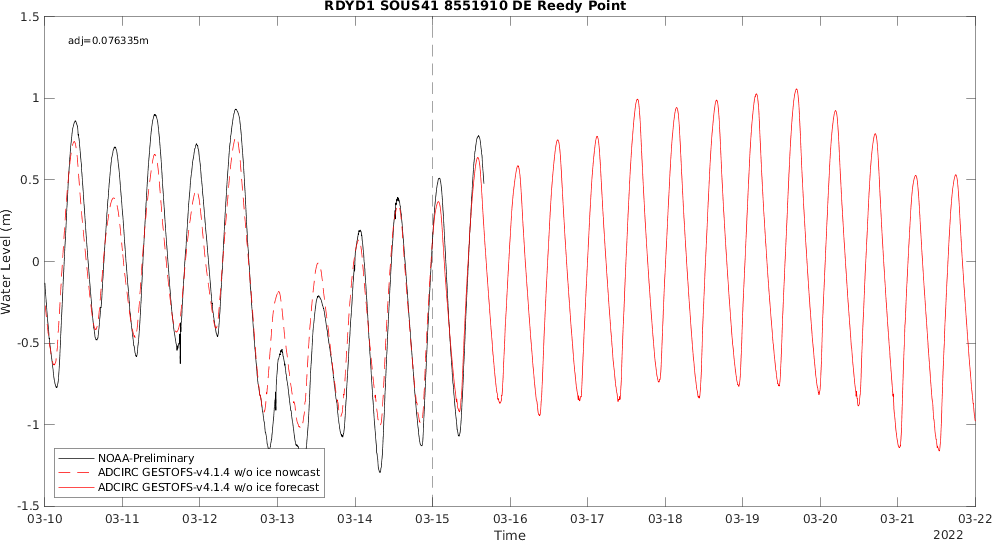 RDYD1 SOUS41 8551910 DE Reedy Point
adj=0.076335m
Water Level (m)
1.5
1
0.5
0
-0.5
-1
-1.5
NOAA-Preliminary
ADCIRC GESTOFS-v4.1.4 w/o ice nowcast
ADCIRC GESTOFS-v4.1.4 w/o ice forecast
03-10 03-11 03-12 03-13 03-14 03-15 03-16 03-17 03-18 03-19 03-20 03-21 03-22
Time
2022